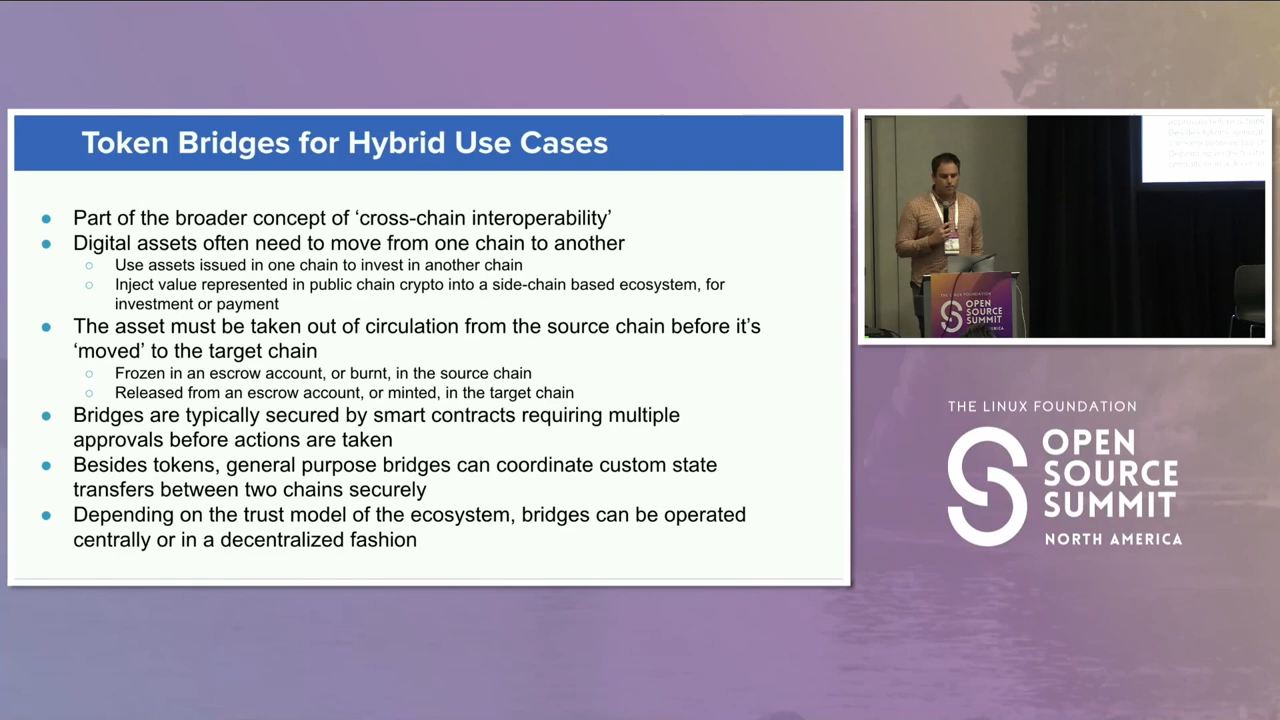 Token Bridges for Hybrid Use Cases
● Part of the broader concept of ‘cross-chain interoperability’
● Digital assets often need to move from one chain to another
○ Use assets issued in one chain to invest in another chain
○ Inject value represented in public chain crypto into a side-chain based ecosystem, for
investment or payment
● The asset must be taken out of circulation from the source chain before it’s
‘moved’ to the target chain
○ Frozen in an escrow account, or burnt, in the source chain
○ Released from an escrow account, or minted, in the target chain
● Bridges are typically secured by smart contracts requiring multiple
approvals before actions are taken
● Besides tokens, general purpose bridges can coordinate custom state
transfers between two chains securely
● Depending on the trust model of the ecosystem, bridges can be operated
centrally or in a decentralized fashion
THE LINUX FOUNDATION
OPEN
SOURCE
SUMMIT
NORTH AMERICA
OPEN
SOURCE
SUMMIT